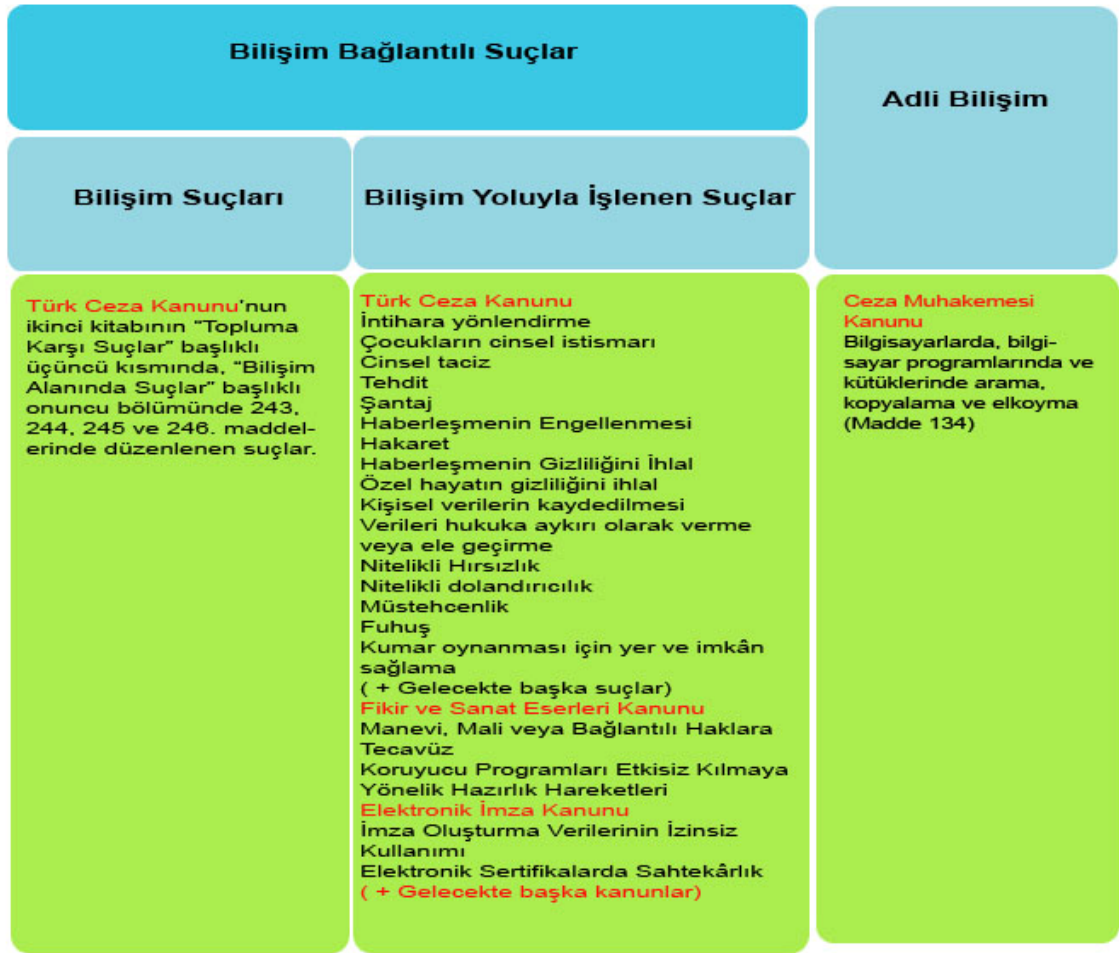 Bilişim Bağlantılı Suçlar
Adli Bilişim
Bilişim Suçları
Bilişim Yoluyla İşlenen Suçlar
Türk Ceza Kanunu'nun
ikinci kitabının "Topluma
Karşı Suçlar" başlıklı
üçüncü kısmında, "Bilişim
Alanında Suçlar" başlıklı
onuncu bölümünde 243,
244, 245 ve 246. maddel-
erinde düzenlenen suçlar.
Türk Ceza Kanunu
İntihara yönlendirme
Çocukların cinsel istismarı
Cinsel taciz
Tehdit
Şantaj
Haberleşmenin Engellenmesi
Hakaret
Haberleşmenin Gizliliğini İhlal
Özel hayatın gizliliğini ihlal
Kişisel verilerin kaydedilmesi
Verileri hukuka aykırı olarak verme
veya ele geçirme
Nitelikli Hırsızlık
Nitelikli dolandırıcılık
Müstehcenlik
Fuhuş
Kumar oynanması için yer ve imkân
sağlama
( + Gelecekte başka suçlar)
Fikir ve Sanat Eserleri Kanunu
Manevi, Mali veya Bağlantılı Haklara
Tecavüz
Koruyucu Programları Etkisiz Kılmaya
Yönelik Hazırlık Hareketleri
Elektronik İmza Kanunu
İmza Oluşturma Verilerinin İzinsiz
Kullanımı
Elektronik Sertifikalarda Sahtekârlık
( + Gelecekte başka kanunlar)
Ceza Muhakemesi
Kanunu
Bilgisayarlarda, bilgi-
sayar programlarında ve
kütüklerinde arama,
kopyalama ve elkoyma
(Madde 134)